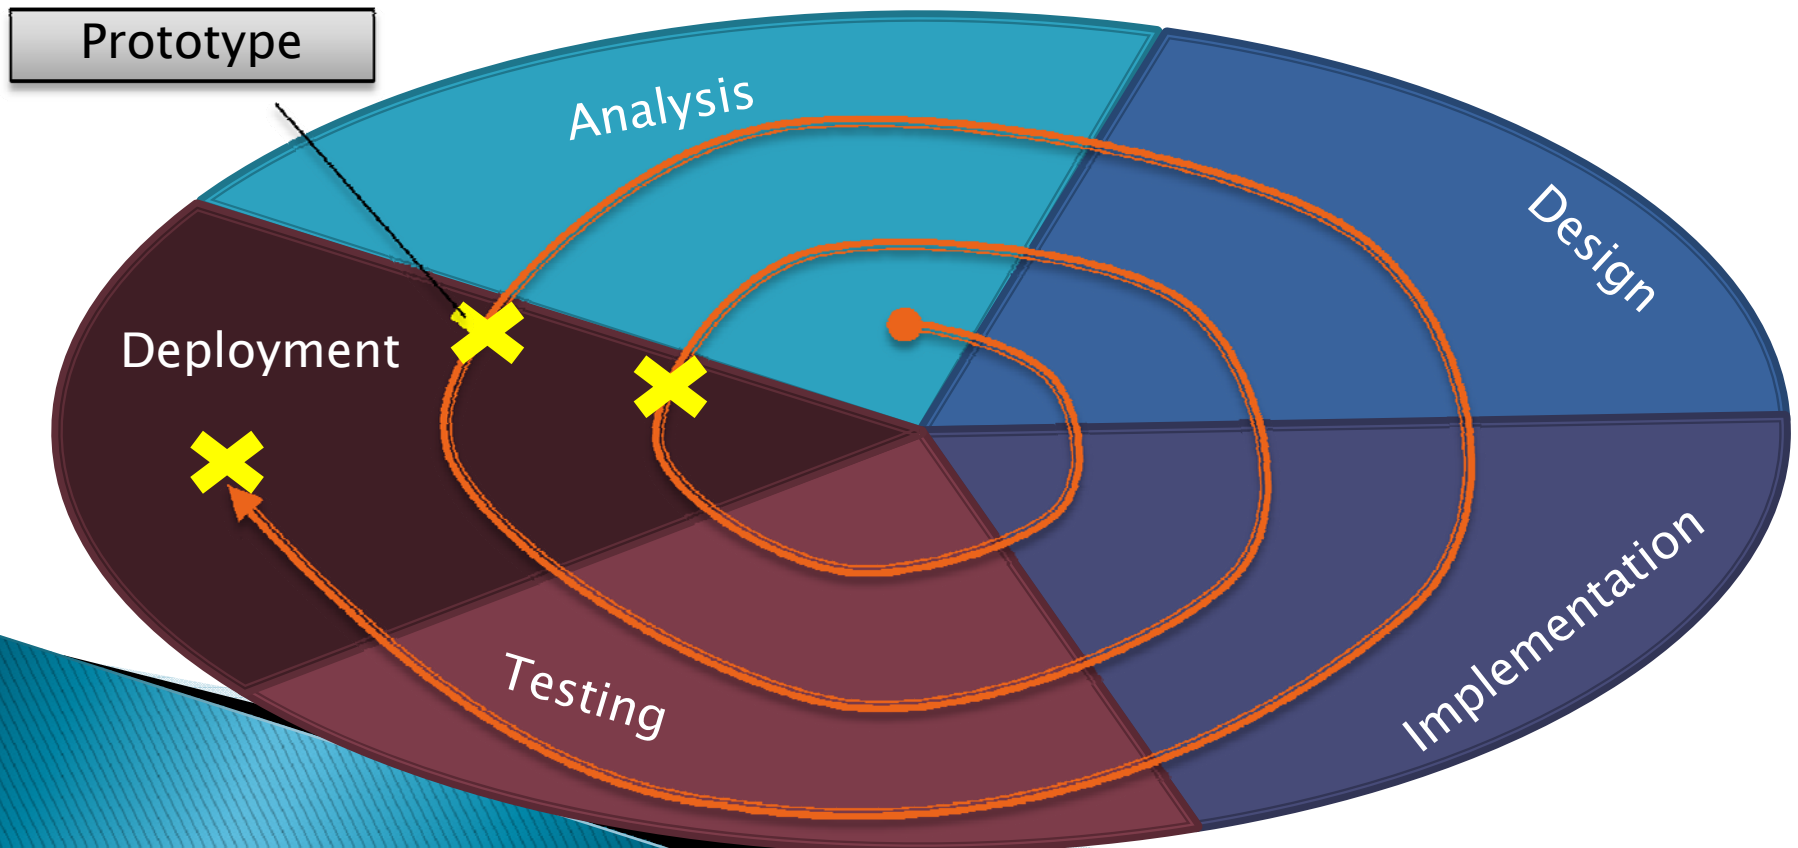 Prototype
Analysis
Design
Deployment
Implementation
Testing